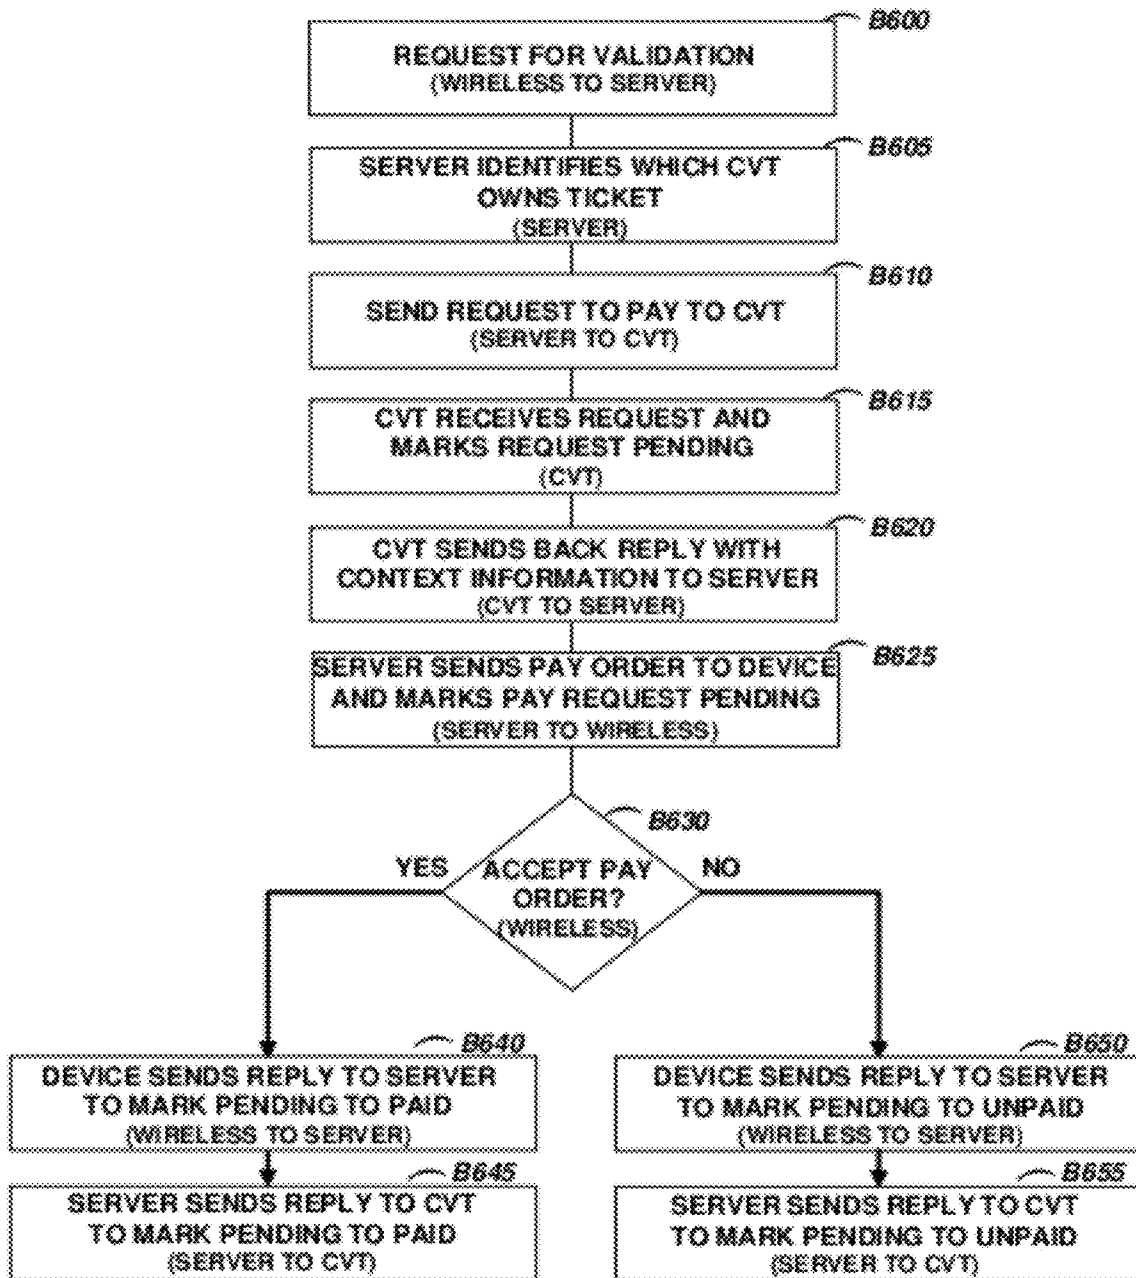 B600
REQUEST FOR VALIDATION
(WIRELESS TO SERVER)
B605
SERVER IDENTIFIES WHICH CVT
OWNS TICKET
(SERVER)
B610
SEND REQUEST TO PAY TO CVT
(SERVER TO CVT)
B615
CVT RECEIVES REQUEST AND
MARKS REQUEST PENDING
(CVT)
B620
CVT SENDS BACK REPLY WITH
CONTEXT INFORMATION TO SERVER
(CVT TO SERVER)
B625
SERVER SENDS PAY ORDER TO DEVICE
AND MARKS PAY REQUEST PENDING
(SERVER TO WIRELESS)
B630
YES
ACCEPT PAY
ORDER?
(WIRELESS)
NO
B640
DEVICE SENDS REPLY TO SERVER
TO MARK PENDING TO PAID
(WIRELESS TO SERVER)
B645
SERVER SENDS REPLY TO CVT
TO MARK PENDING TO PAID
(SERVER TO CVT)
B650
DEVICE SENDS REPLY TO SERVER
TO MARK PENDING TO UNPAID
(WIRELESS TO SERVER)
B655
SERVER SENDS REPLY TO CVT
TO MARK PENDING TO UNPAID
(SERVER TO CVT)